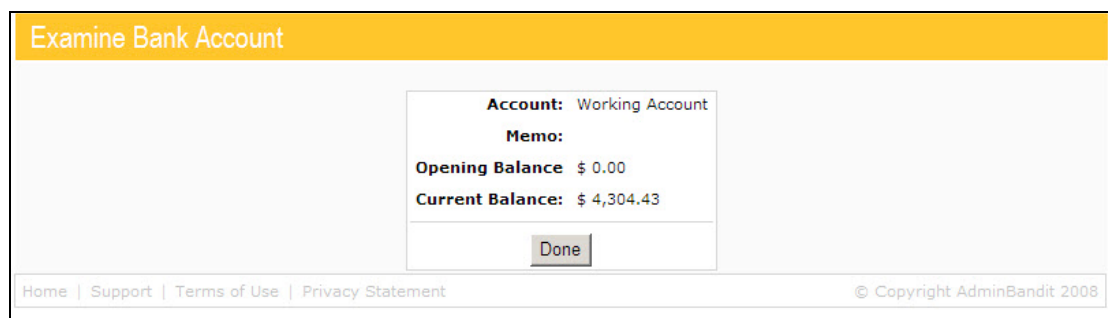 Examine Bank Account
Account: Working Account
Memo:
Opening Balance $ 0.00
Current Balance: $ 4,304.43
Done
Home | Support | Terms of Use | Privacy Statement © Copyright AdminBandit 2008